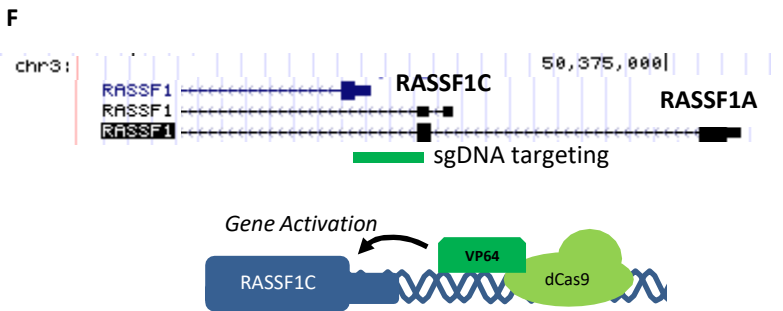 F
chr3: 50,375,000|
RASSF1 RASSF1C
RASSF1 RASSF1A
RASSF1
sgDNA targeting
Gene Activation
VP64
RASSF1C dCas9